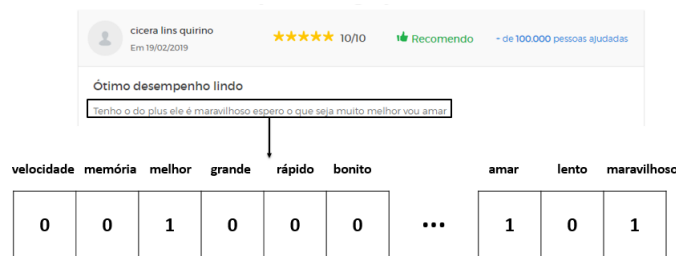 cicera lins quirino
10/10
Recomendo
+ de 100.000 pessoas ajudadas
Em 19/02/2019
Ótimo desempenho lindo
Tenho o do plus ele é maravilhoso espero o que seja muito melhor vou amar
velocidade memória melhor grande rápido bonito amar lento maravilhoso
0 0 1 0 0 0 ... 1 0 1